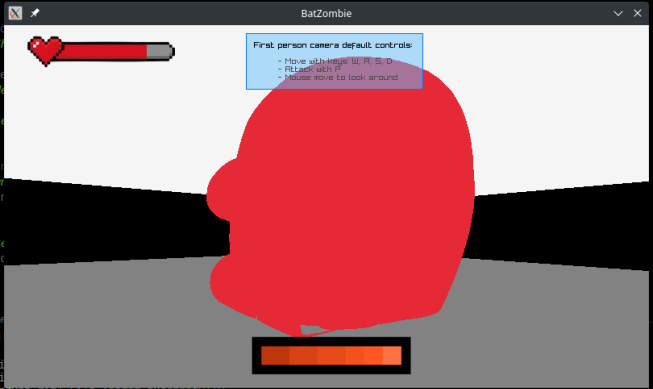 BatZombie
First person camera default controls:
- Move with keys: W, A, S, D
- Attack with P
- Mouse move to look around